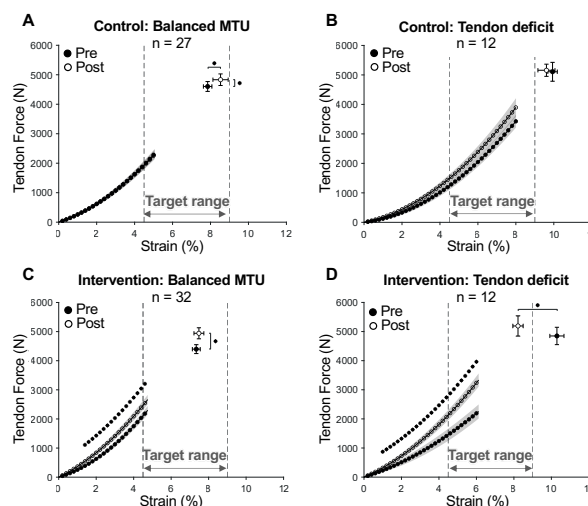 A
Control: Balanced MTU
n = 27
Pre
Post
Tendon Force (N)
6000
5000
4000
3000
2000
1000
0
Target range
0 2 4 6 8 10 12
Strain (%)
B
Control: Tendon deficit
n = 12
Pre
Post
Tendon Force (N)
6000
5000
4000
3000
2000
1000
0
Target range
0 2 4 6 8 10 12
Strain (%)
C
Intervention: Balanced MTU
n = 32
Pre
Post
Tendon Force (N)
6000
5000
4000
3000
2000
1000
0
Target range
0 2 4 6 8 10 12
Strain (%)
D
Intervention: Tendon deficit
n = 12
Pre
Post
Tendon Force (N)
6000
5000
4000
3000
2000
1000
0
Target range
0 2 4 6 8 10 12
Strain (%)